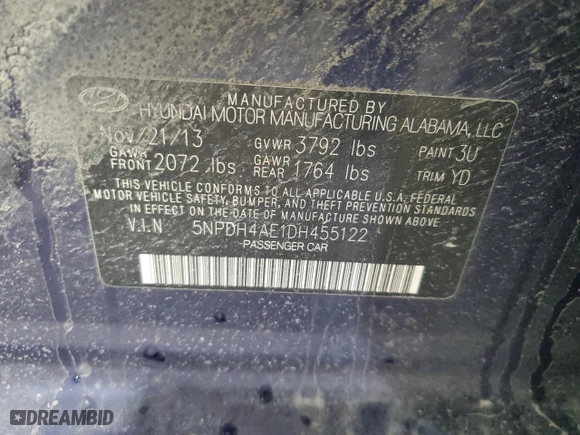 MANUFACTURED BY
HYUNDAI MOTOR MANUFACTURING ALABAMA, LLC
Nov/21/13 GVWR 3792 lbs PAINT 3U
GAWR FRONT 2072 lbs GAWR REAR 1764 lbs TRIM YD
THIS VEHICLE CONFORMS TO ALL APPLICABLE U.S.A. FEDERAL
MOTOR VEHICLE SAFETY, BUMPER, AND THEFT PREVENTION STANDARDS
IN EFFECT ON THE DATE OF MANUFACTURE SHOWN ABOVE.
V.I.N 5NPDH4AE1DH455122
PASSENGER CAR
DREAMBID